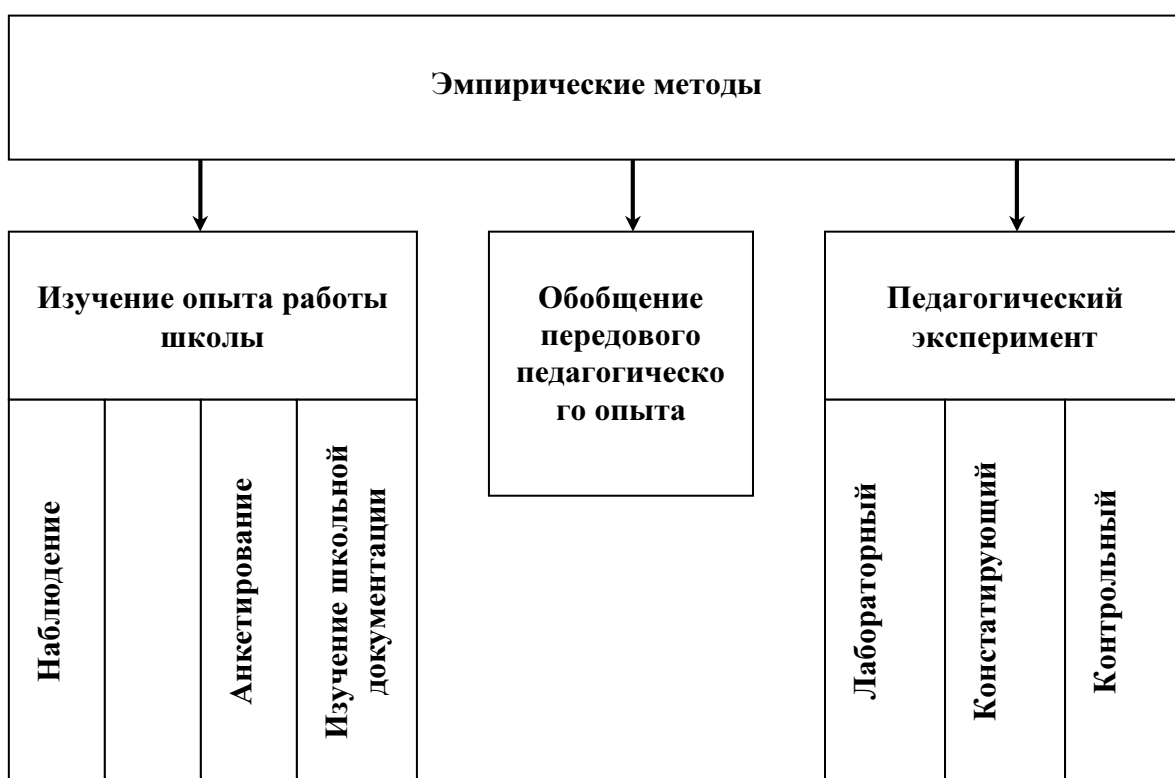 Эмпирические методы
Изучение опыта работы
школы
Обобщение
передового
педагогическо
го опыта
Педагогический
эксперимент
Наблюдение
Анкетирование
Изучение школьной
документации
Лабораторный
Констатирующий
Контрольный